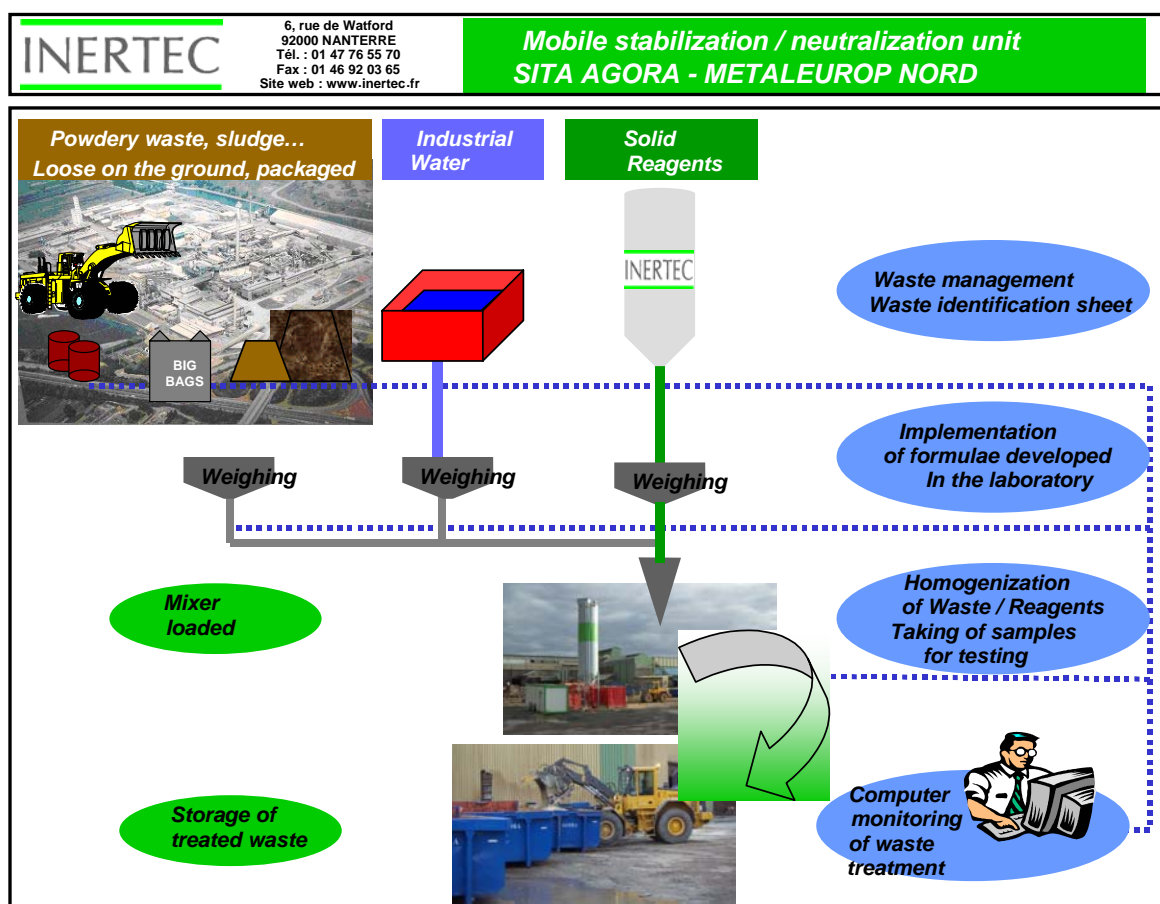 INERTEC
6, rue de Watford
92000 NANTERRE
Tél. : 01 47 76 55 70
Fax : 01 46 92 03 65
Site web : www.inertec.fr
Mobile stabilization / neutralization unit
SITA AGORA - METALEUROP NORD
Powdery waste, sludge…
Loose on the ground, packaged
Industrial
Water
Solid
Reagents
INERTEC
BIG
BAGS
Waste management
Waste identification sheet
Weighing
Weighing
Weighing
Implementation
of formulae developed
In the laboratory
Mixer
loaded
Homogenization
of Waste / Reagents
Taking of samples
for testing
Storage of
treated waste
Computer
monitoring
of waste
treatment